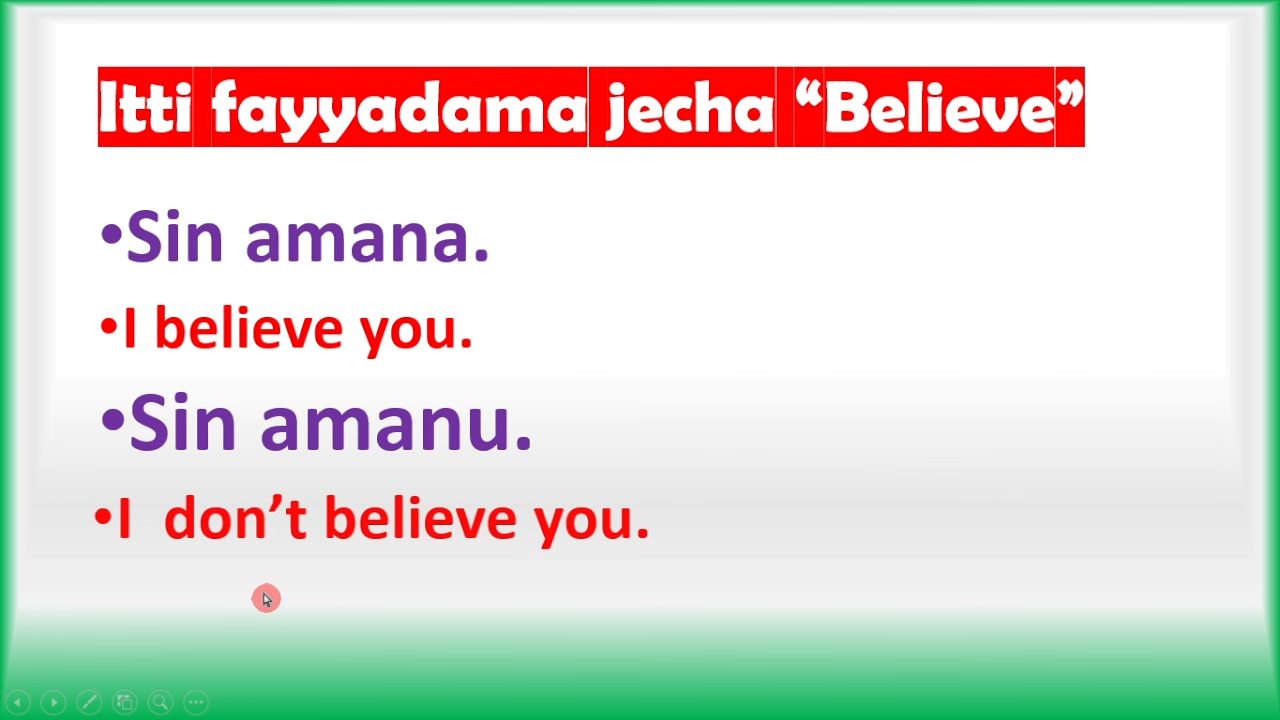 Itti fayyadama jecha “Believe”
•Sin amana.
•I believe you.
•Sin amanu.
•I don’t believe you.